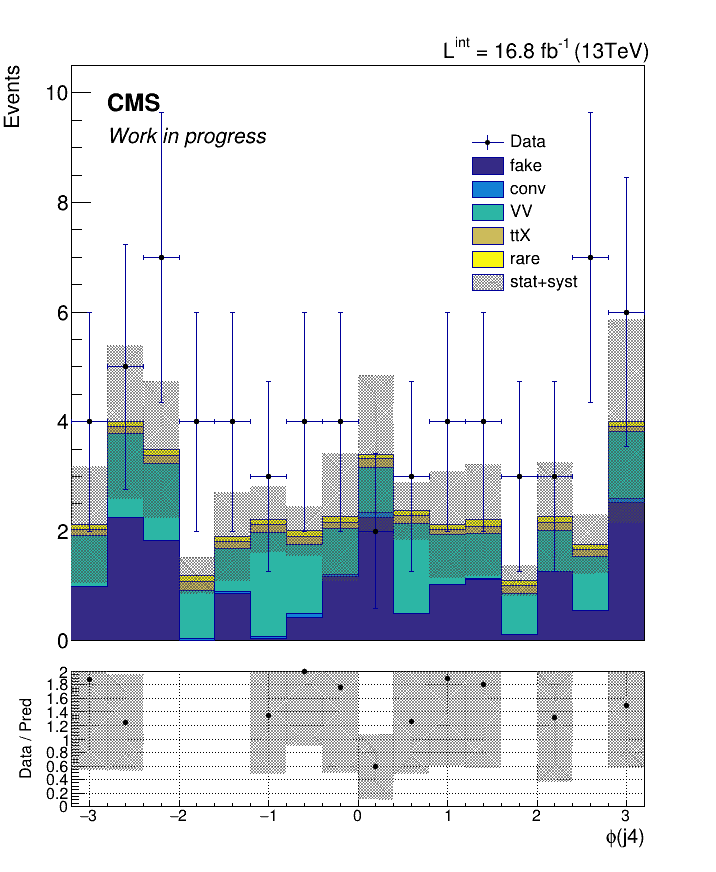 L^int = 16.8 fb^-1 (13TeV)
Events
CMS
Work in progress
Data
fake
conv
VV
ttX
rare
stat+syst
10
8
6
4
2
0
Data / Pred
2
1.8
1.6
1.4
1.2
1
0.8
0.6
0.4
0.2
0
−3 −2 −1 0 1 2 3
ϕ(j4)